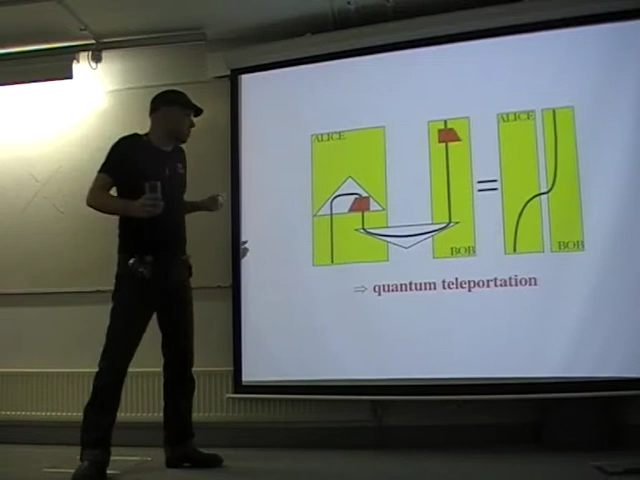 ALICE
BOB
=
ALICE
BOB
⇒ quantum teleportation